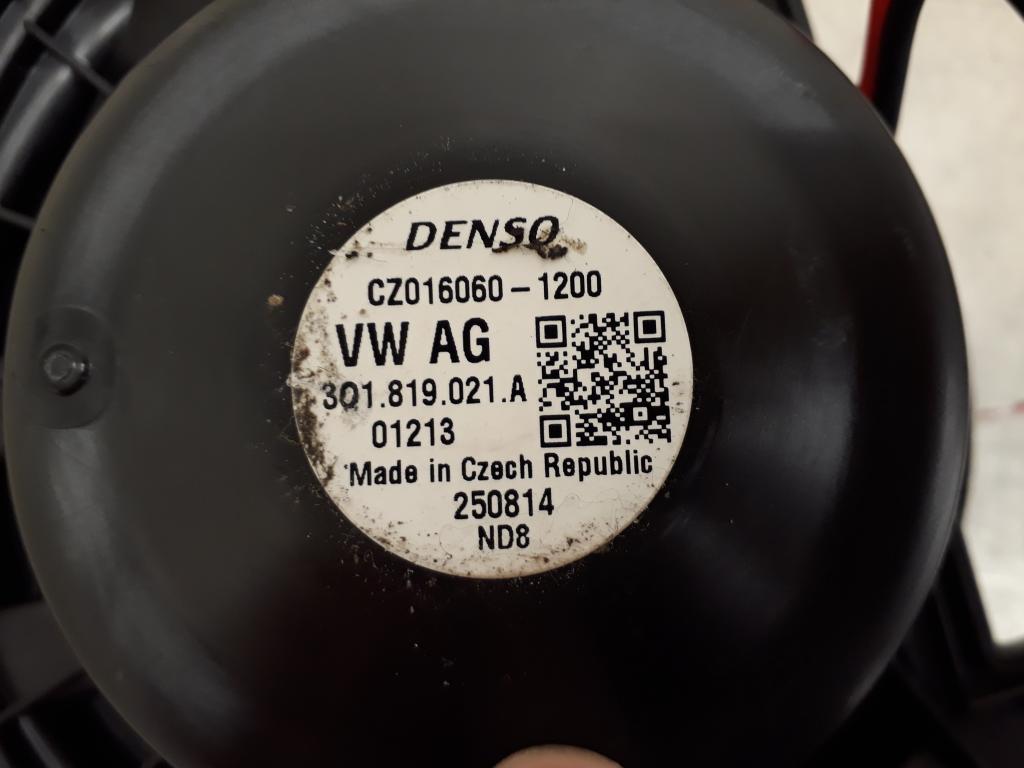 DENSO
CZ016060-1200
VW AG
3Q1.819.021.A
01213
Made in Czech Republic
250814
ND8